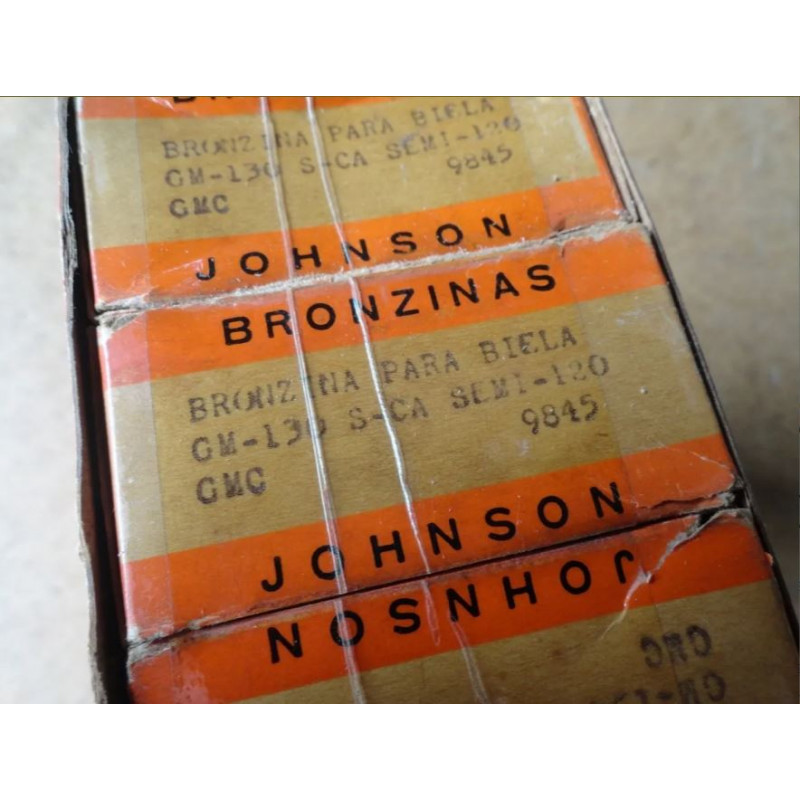 BRONZINA PARA BIELA
GM-130 S-CA SEMI-120
9845
GMC
JOHNSON
BRONZINAS
BRONZINA PARA BIELA
GM-130 S-CA SEMI-120
9845
GMC
JOHNSON
JOHNSON
GMC